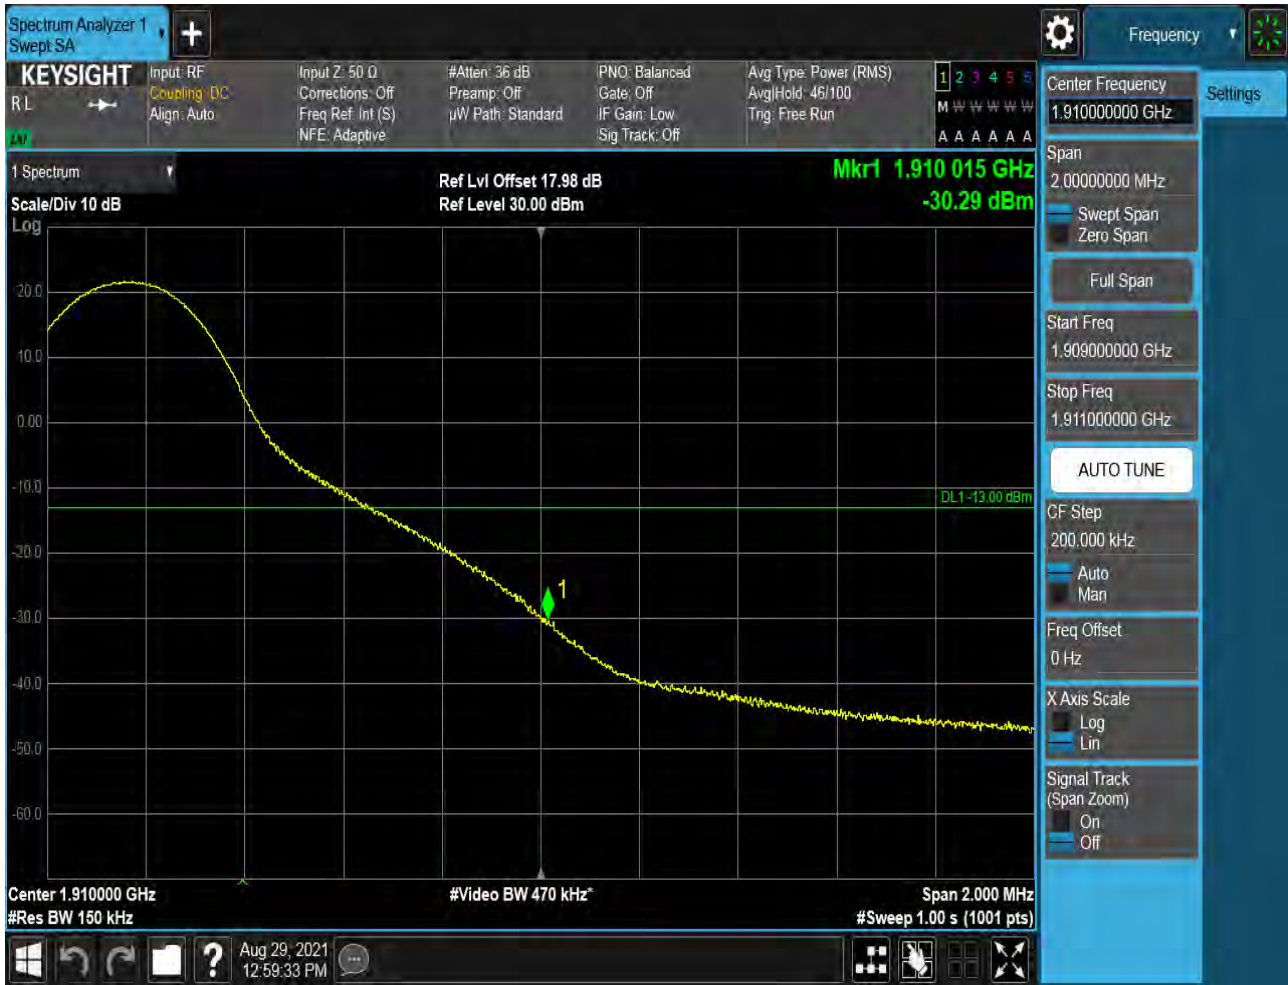 Spectrum Analyzer 1
Swept SA
Frequency
KEYSIGHT
R L
LXI
Input: RF
Coupling: DC
Align: Auto
Input Z: 50 Ω
Corrections: Off
Freq Ref: Int (S)
NFE: Adaptive
#Atten: 36 dB
Preamp: Off
µW Path: Standard
PNO: Balanced
Gate: Off
IF Gain: Low
Sig Track: Off
Avg Type: Power (RMS)
Avg|Hold: 46/100
Trig: Free Run
1 2 3 4 5 6
M W W W W W
A A A A A A
1 Spectrum
Scale/Div 10 dB
Log
Ref Lvl Offset 17.98 dB
Ref Level 30.00 dBm
Mkr1 1.910 015 GHz
-30.29 dBm
20.0
10.0
0.00
-10.0
DL1 -13.00 dBm
-20.0
1
-30.0
-40.0
-50.0
-60.0
Center 1.910000 GHz
#Res BW 150 kHz
#Video BW 470 kHz*
Span 2.000 MHz
#Sweep 1.00 s (1001 pts)
?
Aug 29, 2021
12:59:33 PM
Center Frequency
1.910000000 GHz
Settings
Span
2.00000000 MHz
Swept Span
Zero Span
Full Span
Start Freq
1.909000000 GHz
Stop Freq
1.911000000 GHz
AUTO TUNE
CF Step
200.000 kHz
Auto
Man
Freq Offset
0 Hz
X Axis Scale
Log
Lin
Signal Track
(Span Zoom)
On
Off